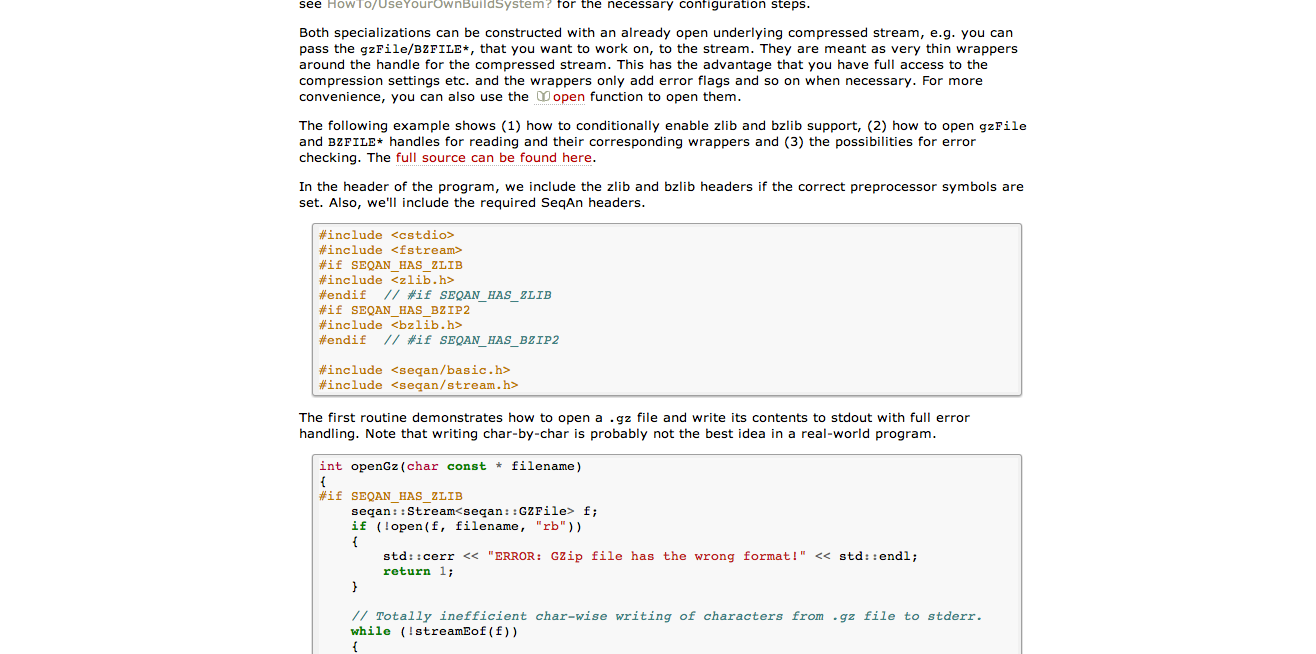 see HowTo/UseYourOwnBuildSystem? for the necessary configuration steps.
Both specializations can be constructed with an already open underlying compressed stream, e.g. you can
pass the gzFile/BZFILE*, that you want to work on, to the stream. They are meant as very thin wrappers
around the handle for the compressed stream. This has the advantage that you have full access to the
compression settings etc. and the wrappers only add error flags and so on when necessary. For more
convenience, you can also use the open function to open them.
The following example shows (1) how to conditionally enable zlib and bzlib support, (2) how to open gzFile
and BZFILE* handles for reading and their corresponding wrappers and (3) the possibilities for error
checking. The full source can be found here.
In the header of the program, we include the zlib and bzlib headers if the correct preprocessor symbols are
set. Also, we'll include the required SeqAn headers.
#include <cstdio>
#include <fstream>
#if SEQAN_HAS_ZLIB
#include <zlib.h>
#endif  // #if SEQAN_HAS_ZLIB
#if SEQAN_HAS_BZIP2
#include <bzlib.h>
#endif  // #if SEQAN_HAS_BZIP2
#include <seqan/basic.h>
#include <seqan/stream.h>
The first routine demonstrates how to open a .gz file and write its contents to stdout with full error
handling. Note that writing char-by-char is probably not the best idea in a real-world program.
int openGz(char const * filename)
{
#if SEQAN_HAS_ZLIB
    seqan::Stream<seqan::GZFile> f;
    if (!open(f, filename, "rb"))
    {
        std::cerr << "ERROR: GZip file has the wrong format!" << std::endl;
        return 1;
    }
    // Totally inefficient char-wise writing of characters from .gz file to stderr.
    while (!streamEof(f))
    {